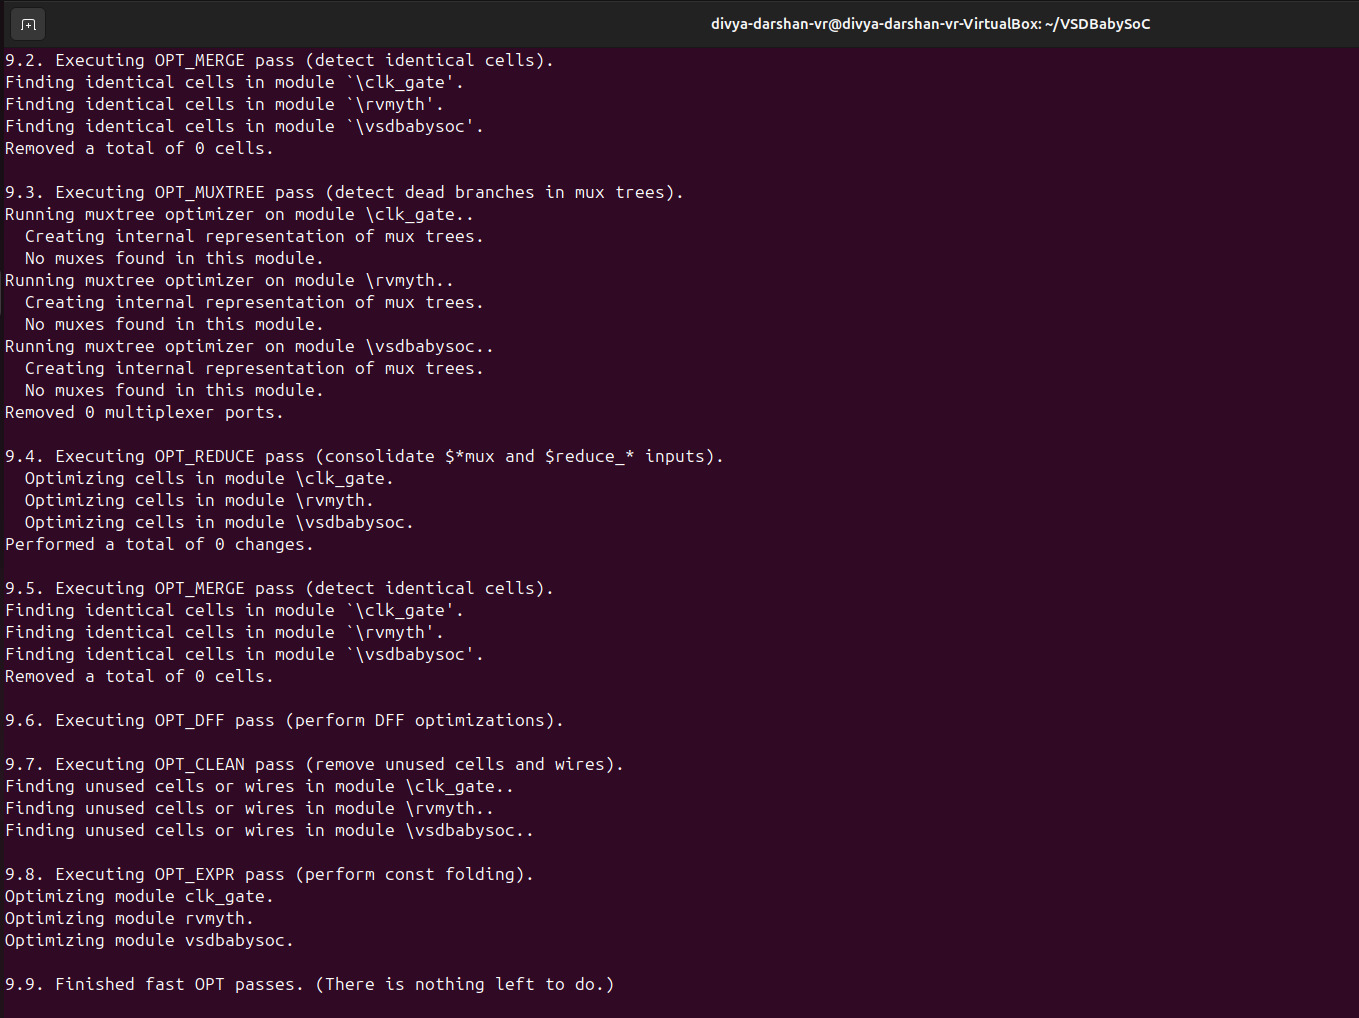 divya-darshan-vr@divya-darshan-vr-VirtualBox: ~/VSDBabySoC
9.2. Executing OPT_MERGE pass (detect identical cells).
Finding identical cells in module `\clk_gate'.
Finding identical cells in module `\rvmyth'.
Finding identical cells in module `\vsdbabysoc'.
Removed a total of 0 cells.
9.3. Executing OPT_MUXTREE pass (detect dead branches in mux trees).
Running muxtree optimizer on module \clk_gate..
  Creating internal representation of mux trees.
  No muxes found in this module.
Running muxtree optimizer on module \rvmyth..
  Creating internal representation of mux trees.
  No muxes found in this module.
Running muxtree optimizer on module \vsdbabysoc..
  Creating internal representation of mux trees.
  No muxes found in this module.
Removed 0 multiplexer ports.
9.4. Executing OPT_REDUCE pass (consolidate $*mux and $reduce_* inputs).
  Optimizing cells in module \clk_gate.
  Optimizing cells in module \rvmyth.
  Optimizing cells in module \vsdbabysoc.
Performed a total of 0 changes.
9.5. Executing OPT_MERGE pass (detect identical cells).
Finding identical cells in module `\clk_gate'.
Finding identical cells in module `\rvmyth'.
Finding identical cells in module `\vsdbabysoc'.
Removed a total of 0 cells.
9.6. Executing OPT_DFF pass (perform DFF optimizations).
9.7. Executing OPT_CLEAN pass (remove unused cells and wires).
Finding unused cells or wires in module \clk_gate..
Finding unused cells or wires in module \rvmyth..
Finding unused cells or wires in module \vsdbabysoc..
9.8. Executing OPT_EXPR pass (perform const folding).
Optimizing module clk_gate.
Optimizing module rvmyth.
Optimizing module vsdbabysoc.
9.9. Finished fast OPT passes. (There is nothing left to do.)